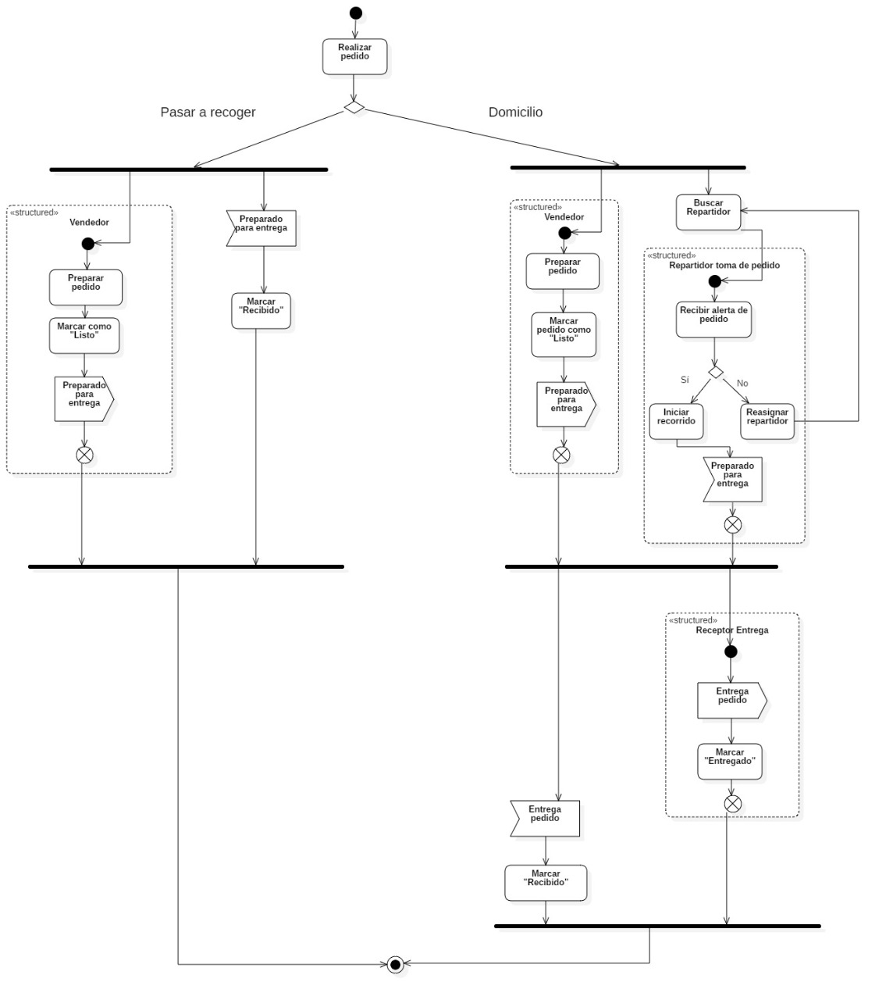 Realizar
pedido
Pasar a recoger
Domicilio
«structured»
Vendedor
Preparar
pedido
Marcar como
"Listo"
Preparado
para
entrega
Preparado
para entrega
Marcar
"Recibido"
«structured»
Vendedor
Preparar
pedido
Marcar
pedido como
"Listo"
Preparado
para
entrega
Buscar
Repartidor
«structured»
Repartidor toma de pedido
Recibir alerta de
pedido
Sí
No
Iniciar
recorrido
Reasignar
repartidor
Preparado
para
entrega
«structured»
Receptor Entrega
Entrega
pedido
Marcar
"Entregado"
Entrega
pedido
Marcar
"Recibido"